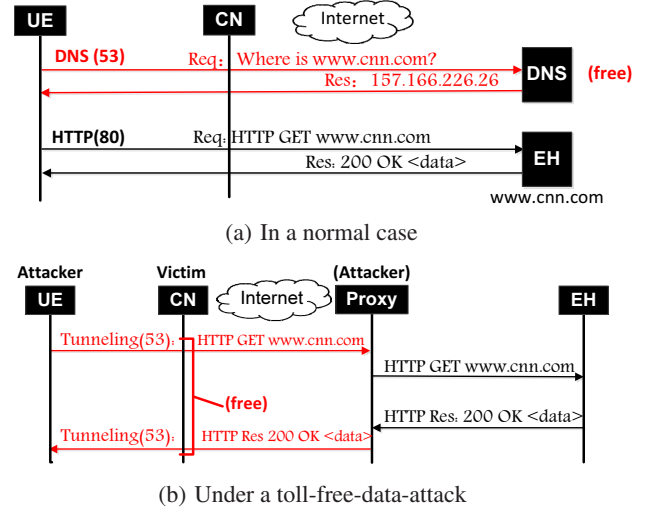 UE
CN
Internet
DNS (53)
Req: Where is www.cnn.com?
Res: 157.166.226.26
DNS
(free)
HTTP(80)
Req: HTTP GET www.cnn.com
Res: 200 OK <data>
EH
www.cnn.com
(a) In a normal case
Attacker
Victim
(Attacker)
UE
CN
Internet
Proxy
EH
Tunneling(53): HTTP GET www.cnn.com
HTTP GET www.cnn.com
(free)
HTTP Res: 200 OK <data>
Tunneling(53): HTTP Res 200 OK <data>
(b) Under a toll-free-data-attack